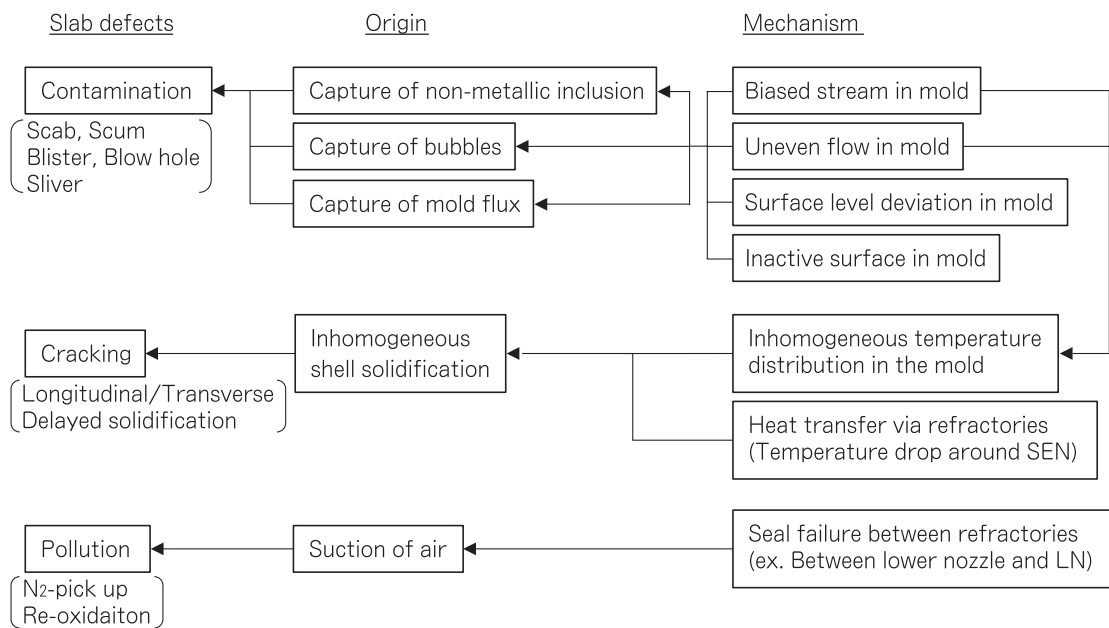 Slab defects
Origin
Mechanism
Contamination
Scab, Scum
Blister, Blow hole
Sliver
Capture of non-metallic inclusion
Capture of bubbles
Capture of mold flux
Biased stream in mold
Uneven flow in mold
Surface level deviation in mold
Inactive surface in mold
Cracking
Longitudinal/Transverse
Delayed solidification
Inhomogeneous
shell solidification
Inhomogeneous temperature
distribution in the mold
Heat transfer via refractories
(Temperature drop around SEN)
Pollution
N2-pick up
Re-oxidaiton
Suction of air
Seal failure between refractories
(ex. Between lower nozzle and LN)